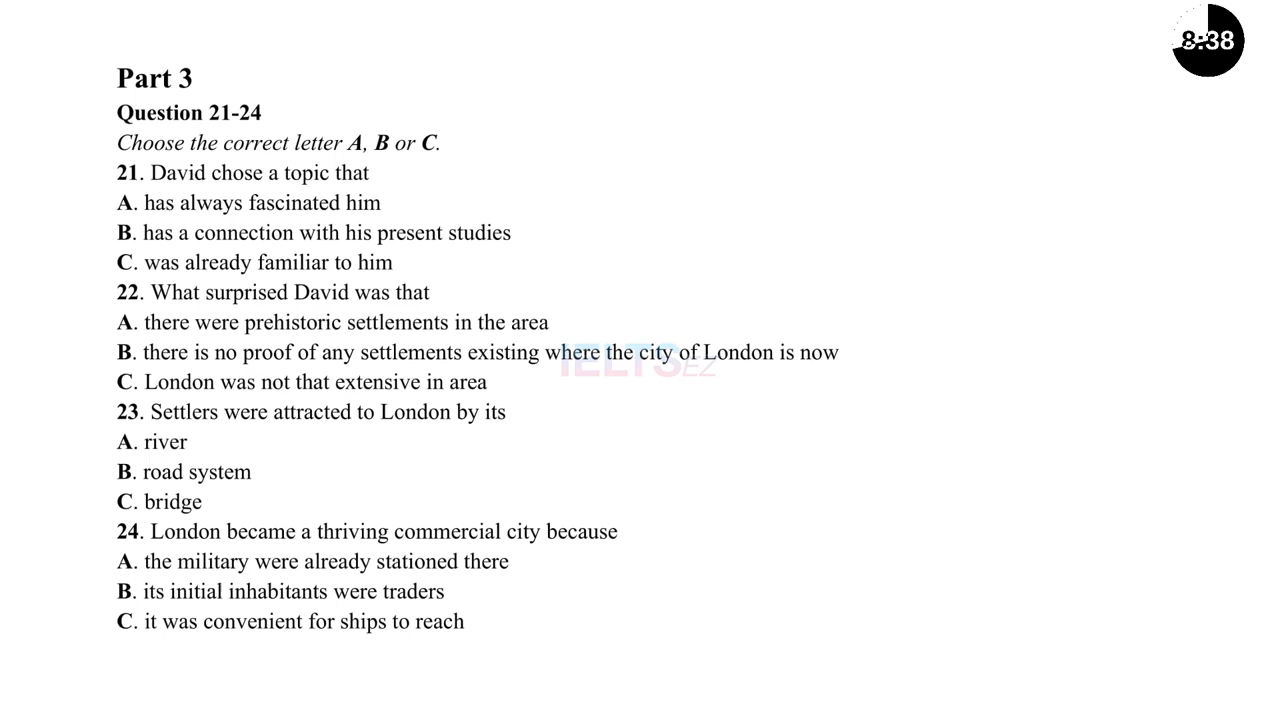 8:38
Part 3
Question 21-24
Choose the correct letter A, B or C.
21. David chose a topic that
A. has always fascinated him
B. has a connection with his present studies
C. was already familiar to him
22. What surprised David was that
A. there were prehistoric settlements in the area
B. there is no proof of any settlements existing where the city of London is now
IELTSEZ
C. London was not that extensive in area
23. Settlers were attracted to London by its
A. river
B. road system
C. bridge
24. London became a thriving commercial city because
A. the military were already stationed there
B. its initial inhabitants were traders
C. it was convenient for ships to reach